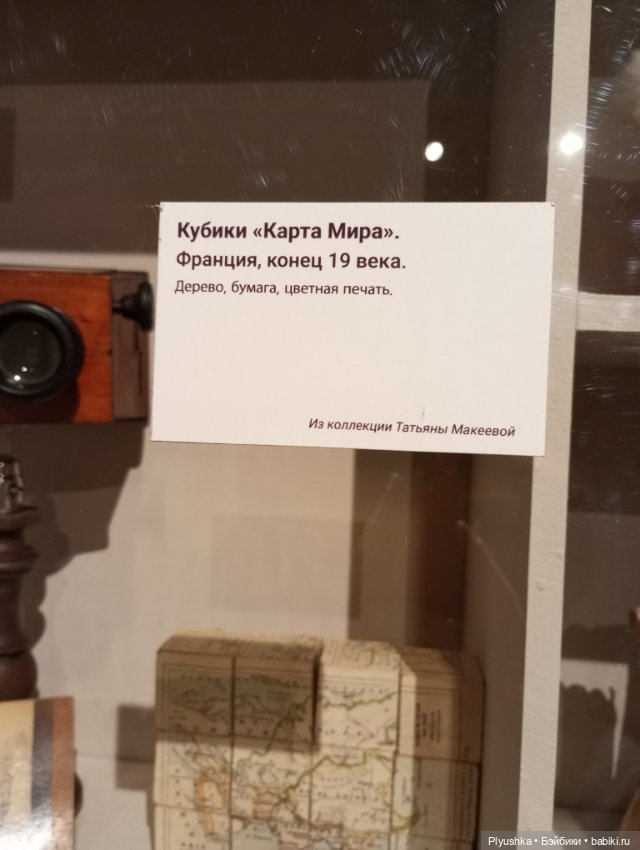 Кубики «Карта Мира».
Франция, конец 19 века.
Дерево, бумага, цветная печать.
Из коллекции Татьяны Макеевой
Plyushka • Бэйбики • babiki.ru